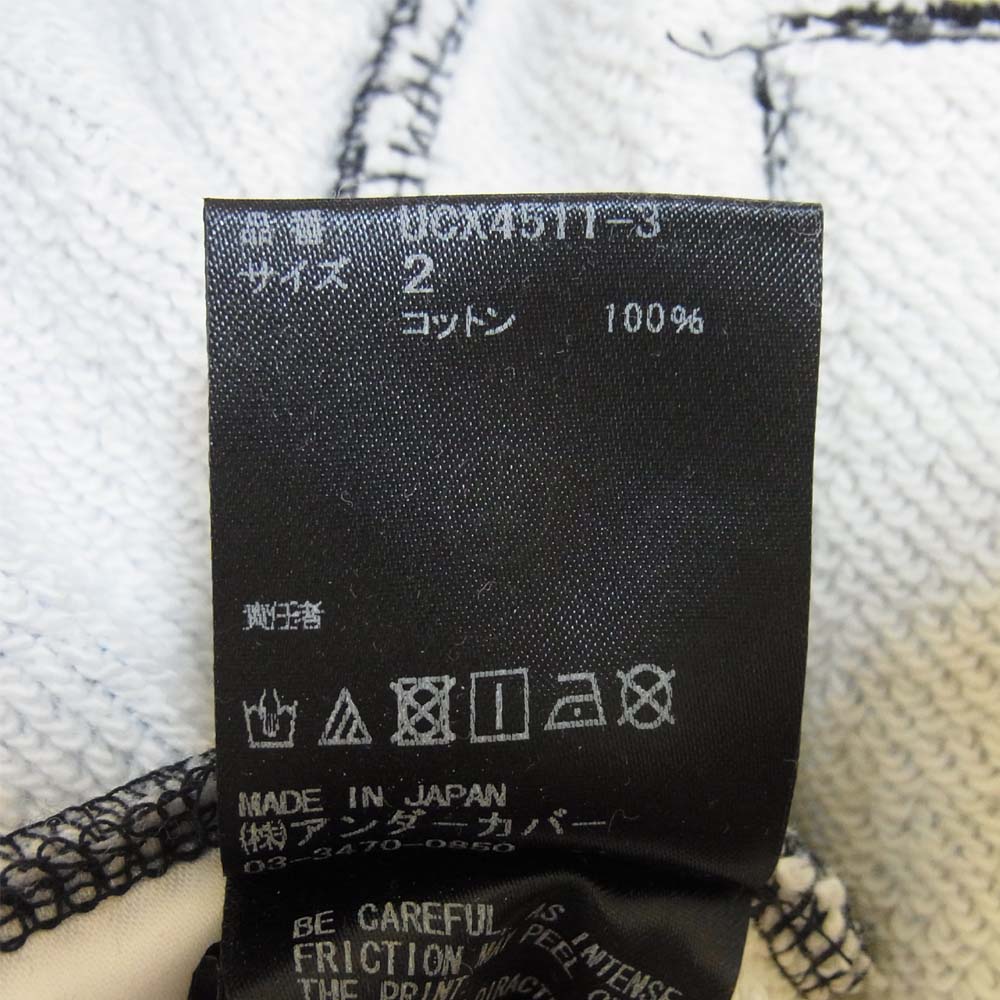 品番 UCX4511-3
サイズ 2
コットン 100%
責任者
MADE IN JAPAN
(株)アンダーカバー
03-3470-0850
BE CAREFUL, AS INTENSE
FRICTION MAY PEEL
THE PRINT.